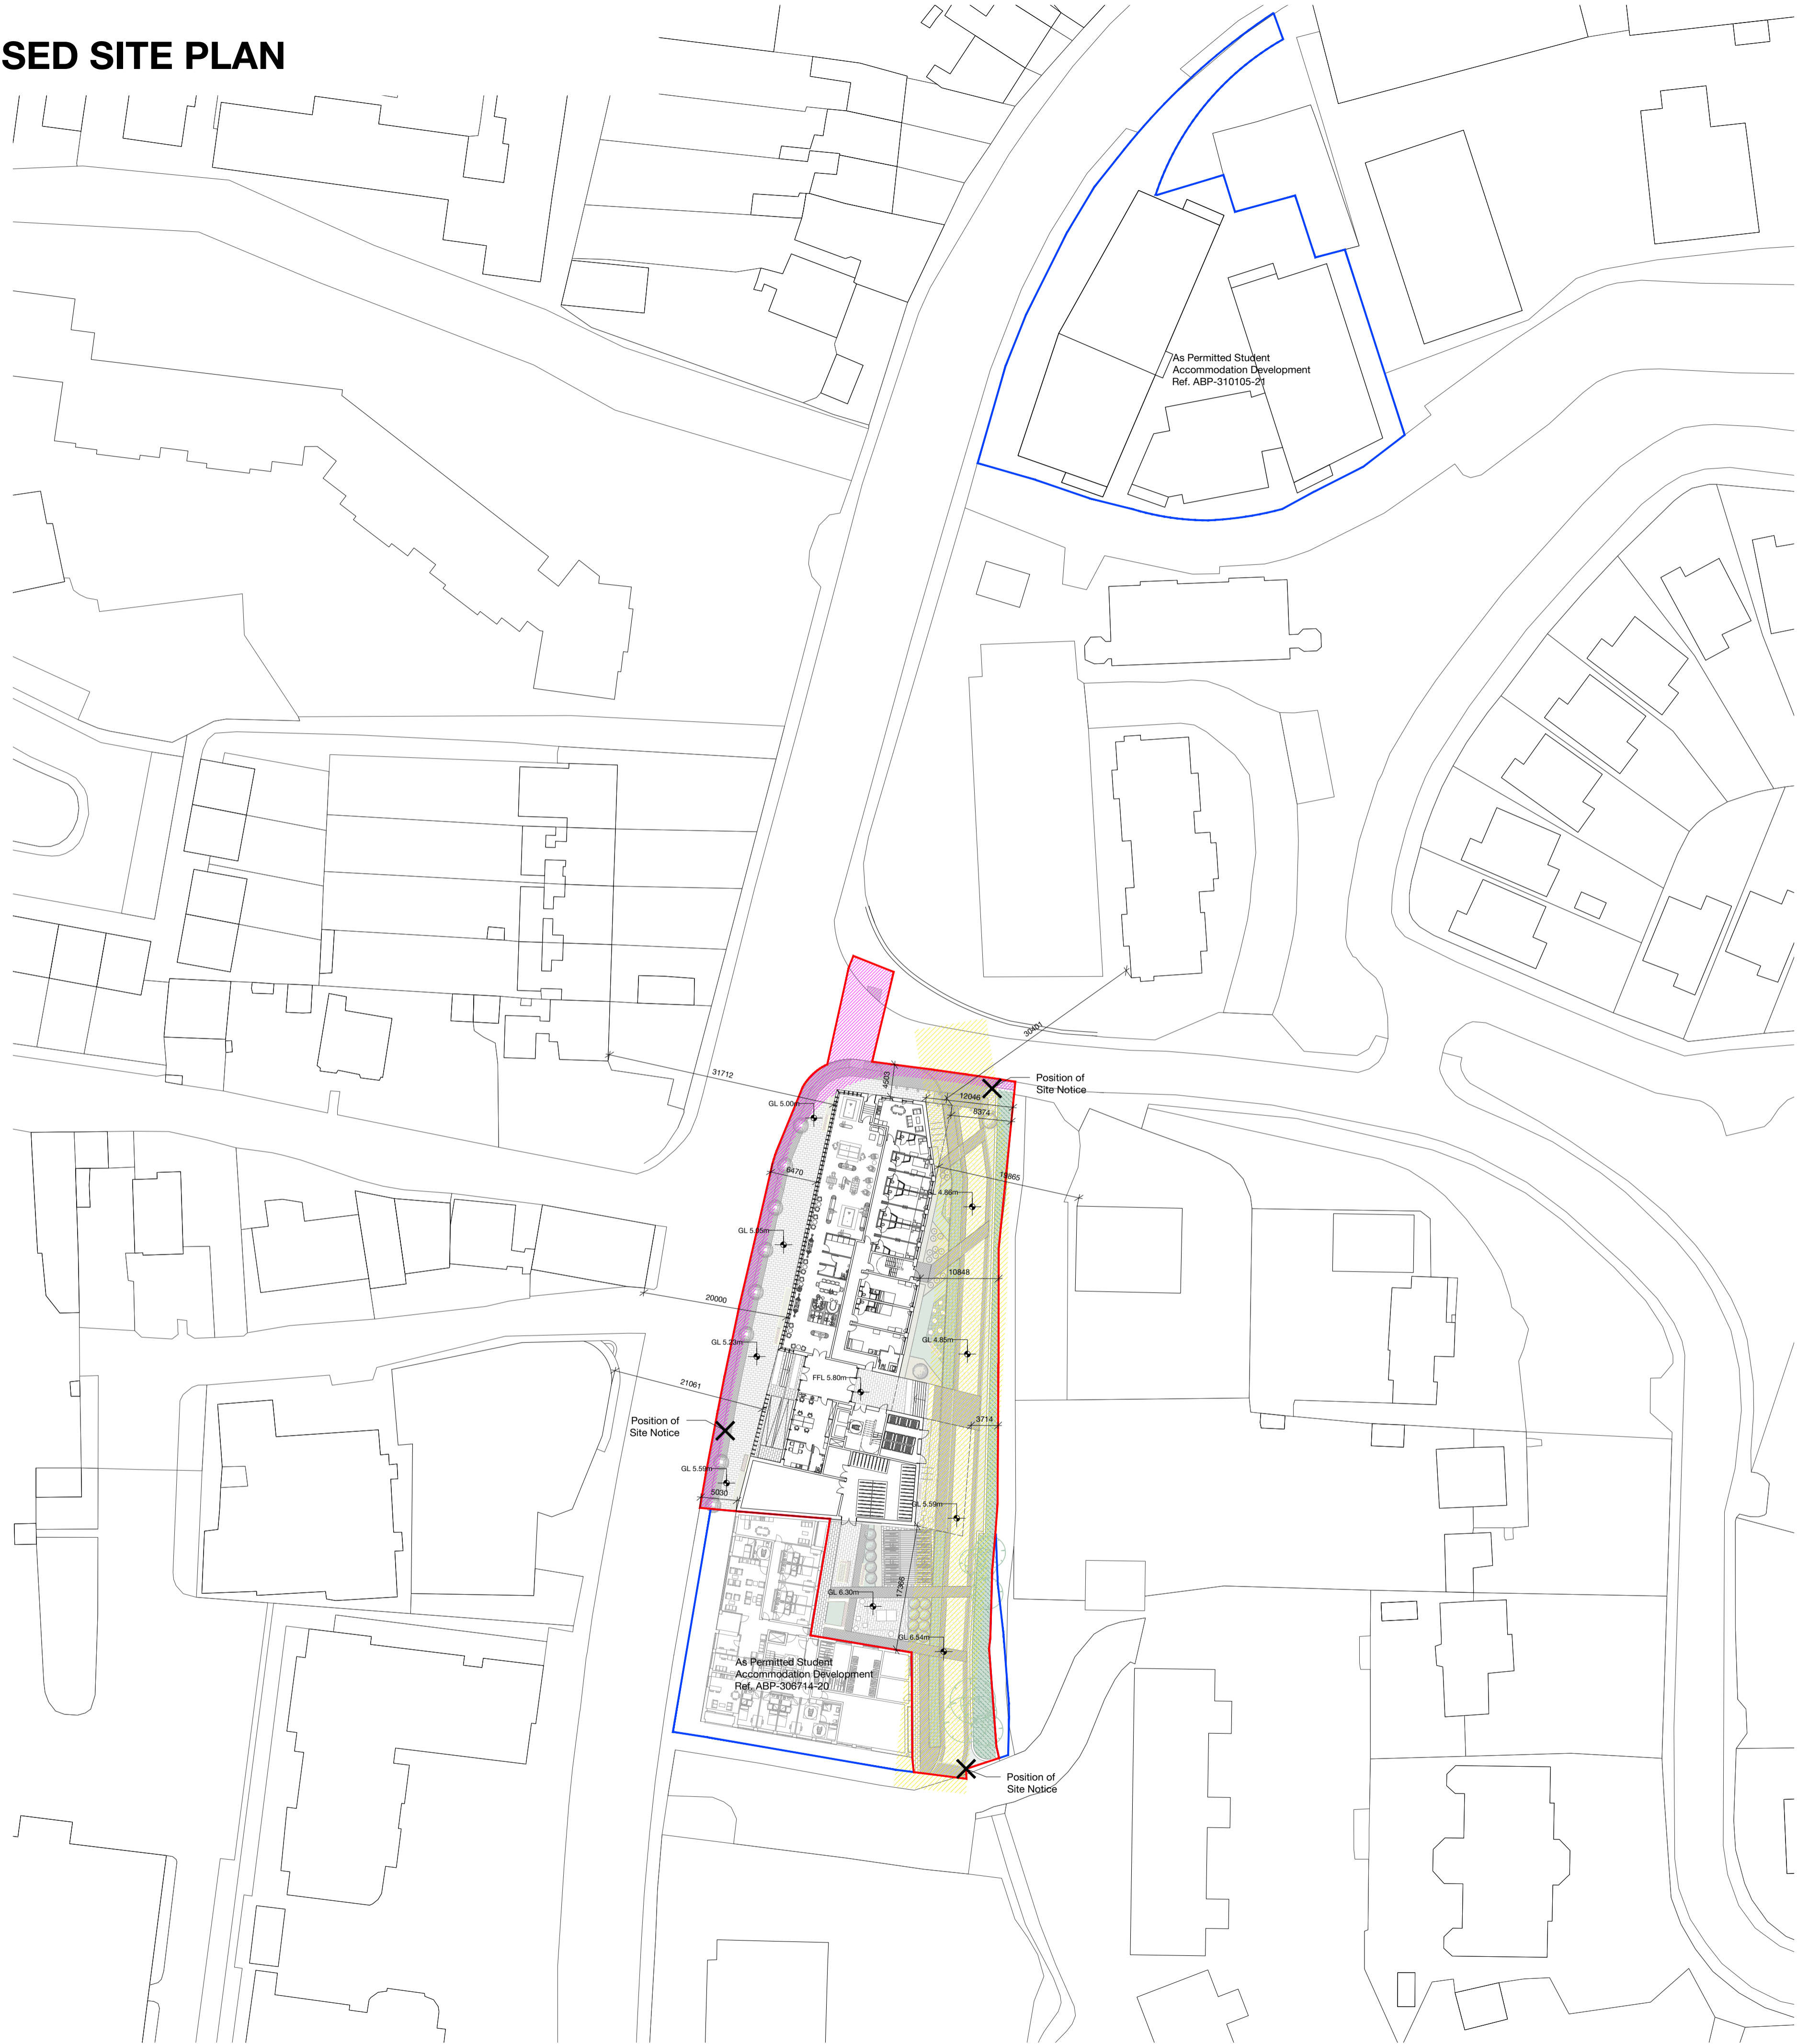 SED SITE PLAN
As Permitted Student
Accommodation Development
Ref. ABP-310105-21
30401
31712
4503
Position of
Site Notice
12046
8374
GL 5.00m
6470
19865
GL 4.86m
GL 5.05m
10848
20000
GL 5.23m
GL 4.85m
FFL 5.80m
21061
3714
Position of
Site Notice
GL 5.59m
5030
GL 5.59m
17366
GL 6.30m
GL 6.54m
As Permitted Student
Accommodation Development
Ref. ABP-306714-20
Position of
Site Notice